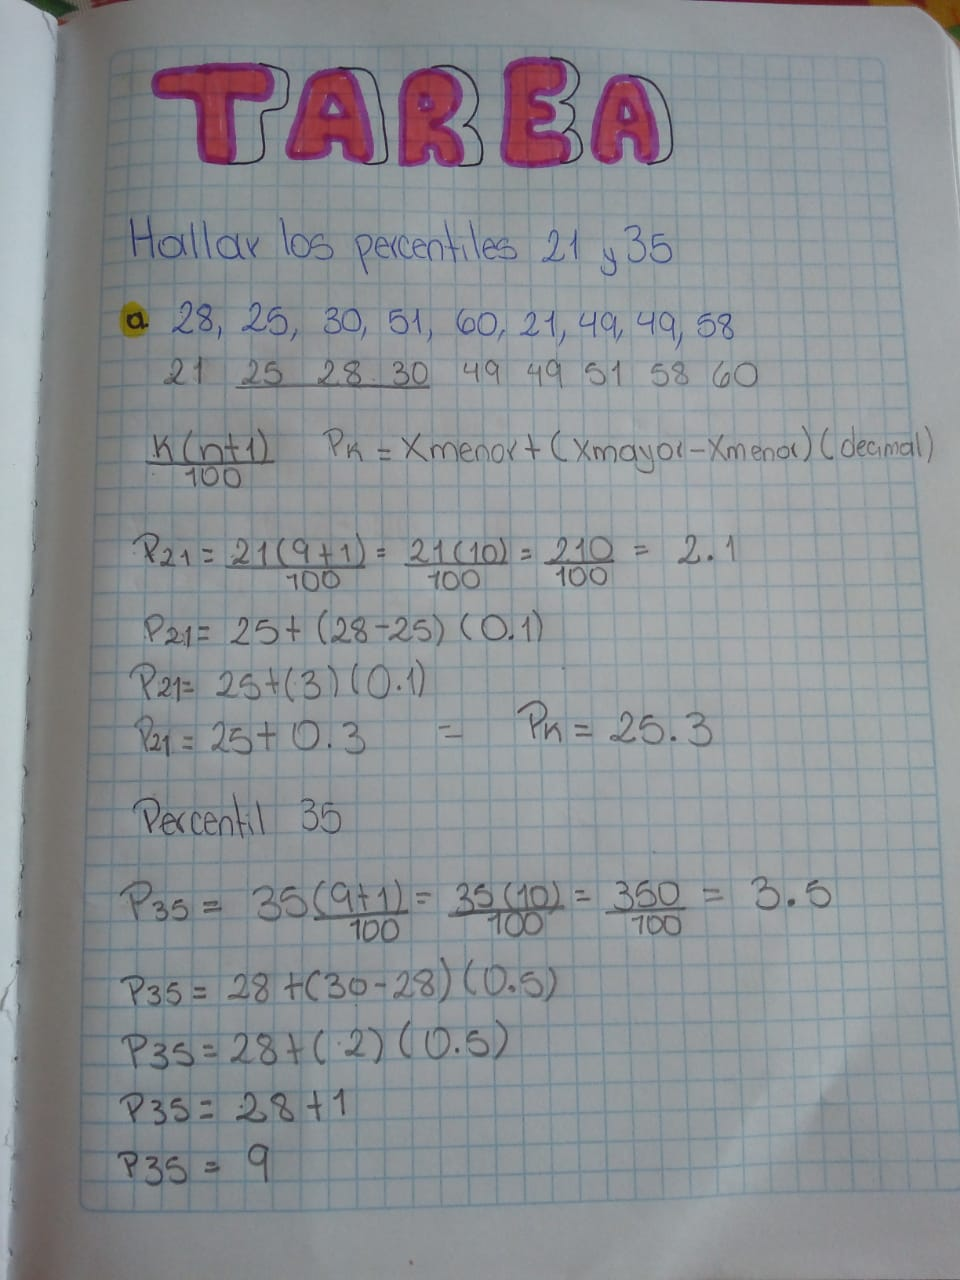 TAREA
Hallar los percentiles 21 y 35
a 28, 25, 30, 51, 60, 21, 49, 49, 58
21 25 28 30 49 49 51 58 60
K(n+1)/100 PK = Xmenor + (Xmayor - Xmenor) (decimal)
P21 = 21(9+1)/100 = 21(10)/100 = 210/100 = 2.1
P21 = 25 + (28-25) (0.1)
P21 = 25+(3) (0.1)
P21 = 25 + 0.3 = PK = 25.3
Percentil 35
P35 = 35(9+1)/100 = 35(10)/100 = 350/100 = 3.5
P35 = 28 + (30-28) (0.5)
P35 = 28 + (2) (0.5)
P35 = 28 + 1
P35 = 9